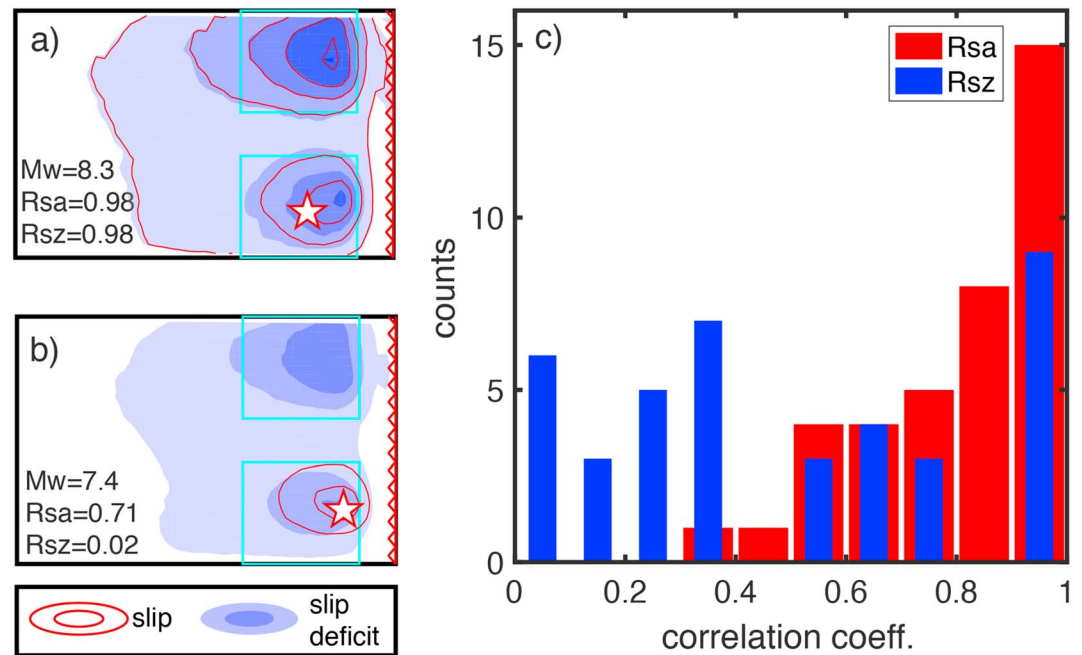 a)
Mw=8.3
Rsa=0.98
Rsz=0.98
b)
Mw=7.4
Rsa=0.71
Rsz=0.02
slip
slip
deficit
c)
Rsa
Rsz
counts
15
10
5
0
0
0.2
0.4
0.6
0.8
1
correlation coeff.